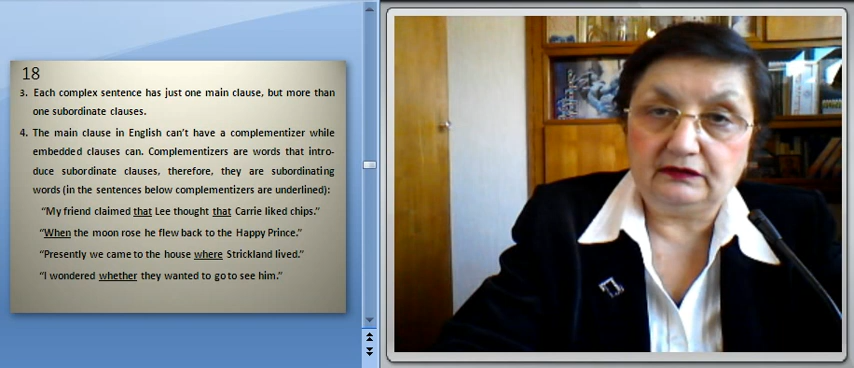 18
3. Each complex sentence has just one main clause, but more than
one subordinate clauses.
4. The main clause in English can't have a complementizer while
embedded clauses can. Complementizers are words that intro-
duce subordinate clauses, therefore, they are subordinating
words (in the sentences below complementizers are underlined):
“My friend claimed that Lee thought that Carrie liked chips.”
“When the moon rose he flew back to the Happy Prince.”
“Presently we came to the house where Strickland lived.”
“I wondered whether they wanted to go to see him.”